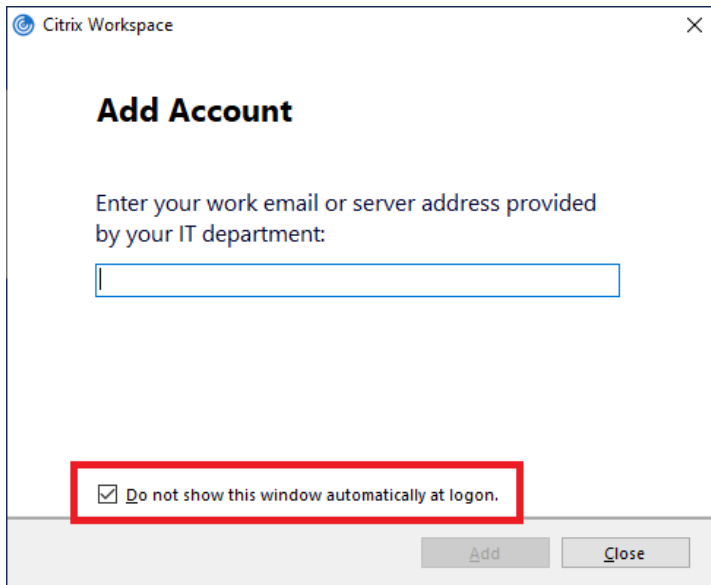 Citrix Workspace
Add Account
Enter your work email or server address provided
by your IT department:
Do not show this window automatically at logon.
Add
Close